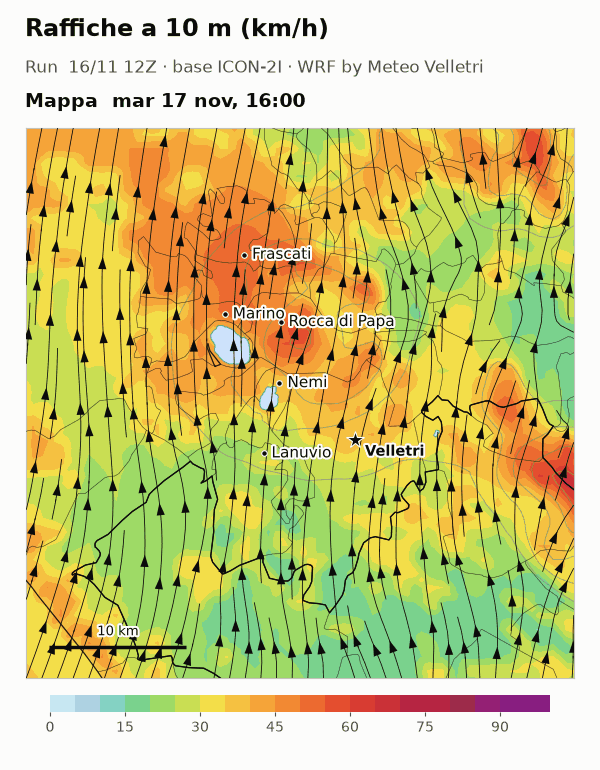 Raffiche a 10 m (km/h)
Run  16/11 12Z · base ICON-2I · WRF by Meteo Velletri
Mappa  mar 17 nov, 16:00
Frascati
Marino
Rocca di Papa
Nemi
Velletri
Lanuvio
10 km
0 15 30 45 60 75 90